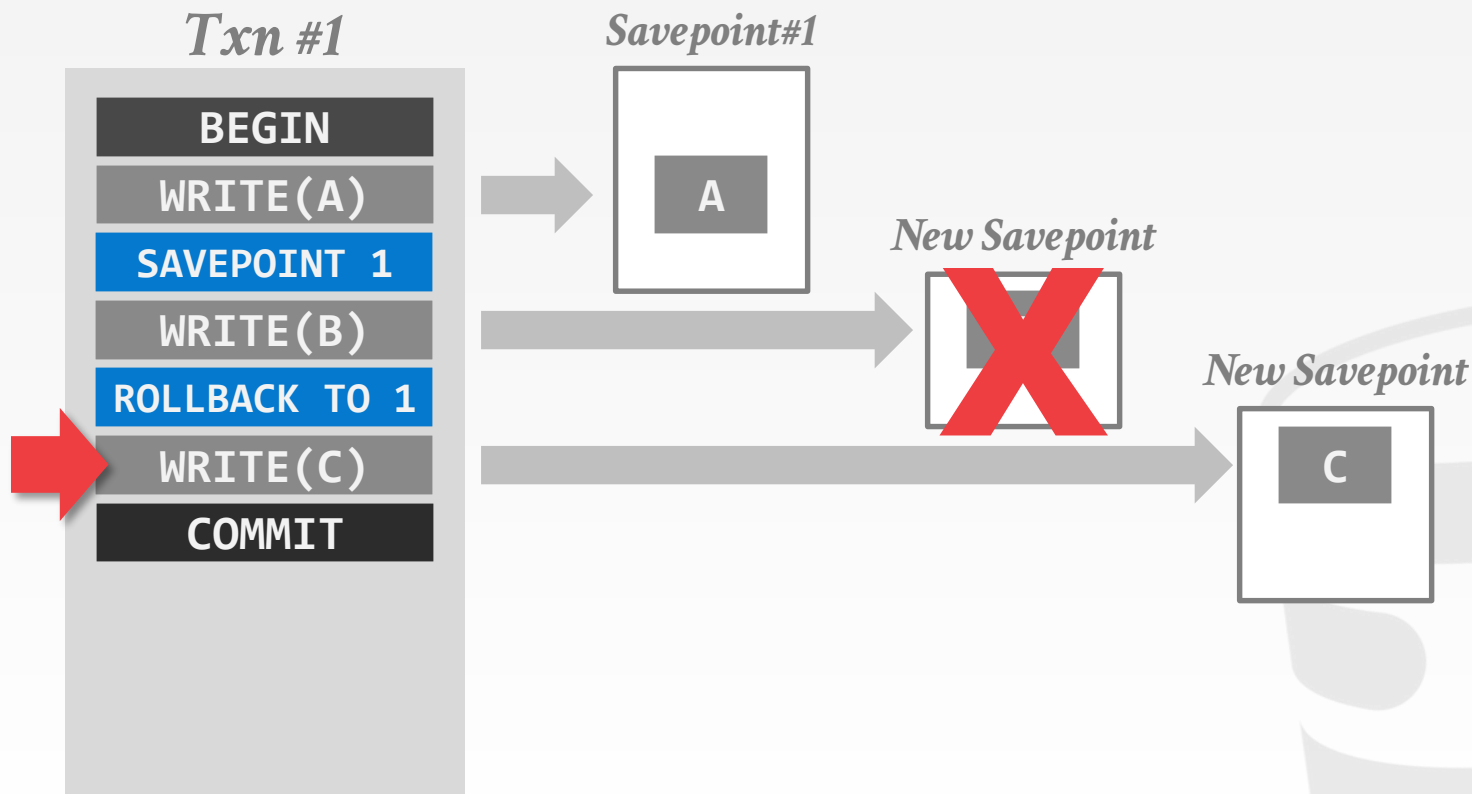 Txn #1
BEGIN
WRITE(A)
SAVEPOINT 1
WRITE(B)
ROLLBACK TO 1
WRITE(C)
COMMIT
Savepoint#1
A
New Savepoint
New Savepoint
C